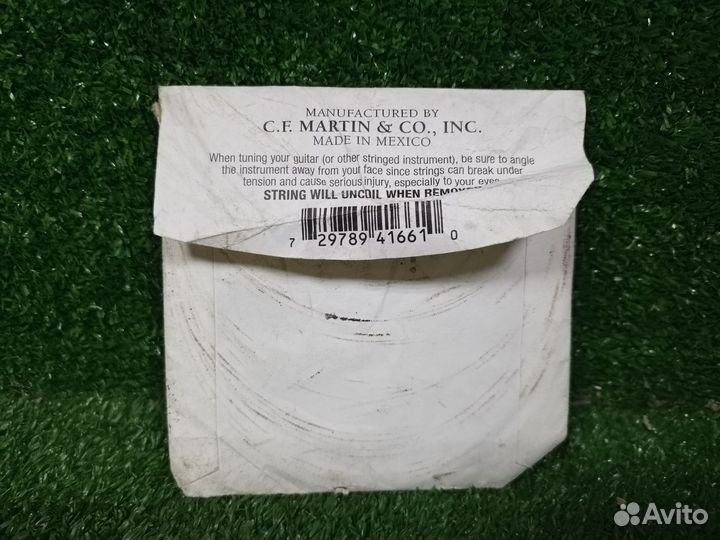 MANUFACTURED BY
C.F. MARTIN & CO., INC.
MADE IN MEXICO
When tuning your guitar (or other stringed instrument), be sure to angle
the instrument away from your face since strings can break under
tension and cause serious injury, especially to your eyes.
STRING WILL UNCOIL WHEN REMOVED
7 29789 41661 0
Avito